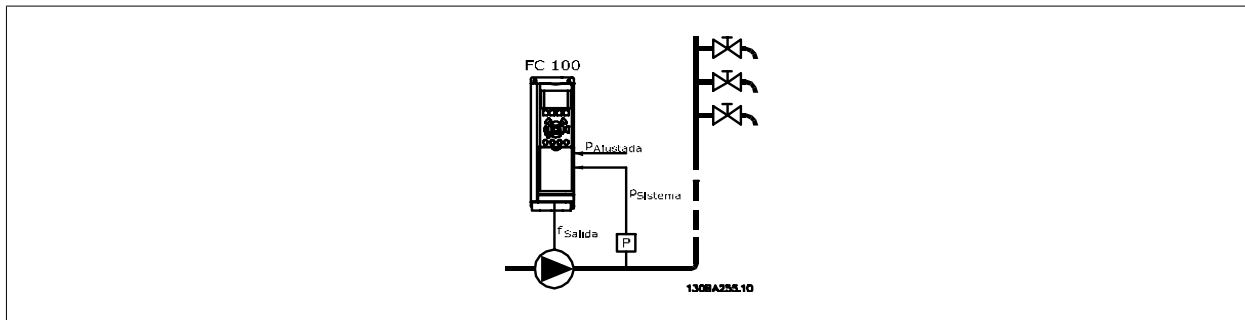 FC 100
PAjustada
PSistema
fSalida
P
130BA255.10